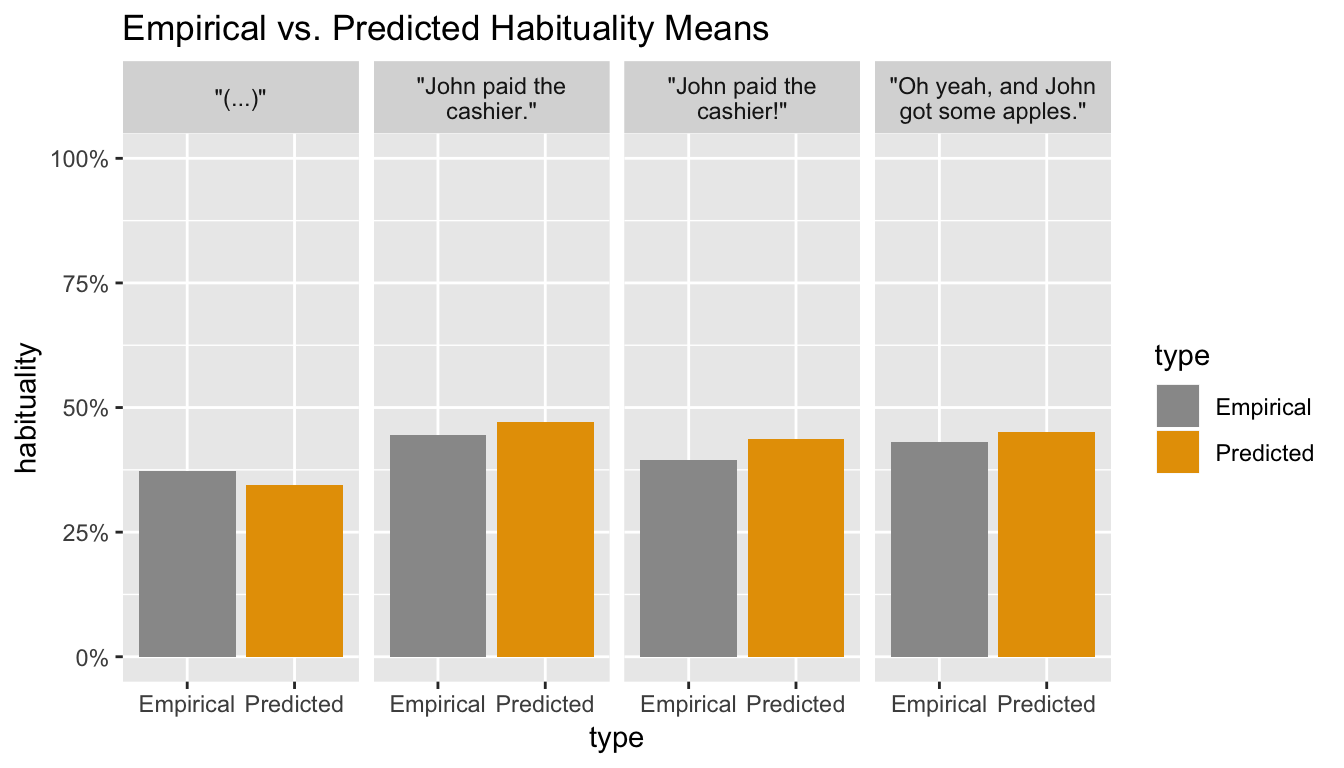 Empirical vs. Predicted Habituality Means
"(...)"
"John paid the
cashier."
"John paid the
cashier!"
"Oh yeah, and John
got some apples."
100%
75%
50%
25%
0%
habituality
Empirical Predicted
Empirical Predicted
Empirical Predicted
Empirical Predicted
type
type
Empirical
Predicted